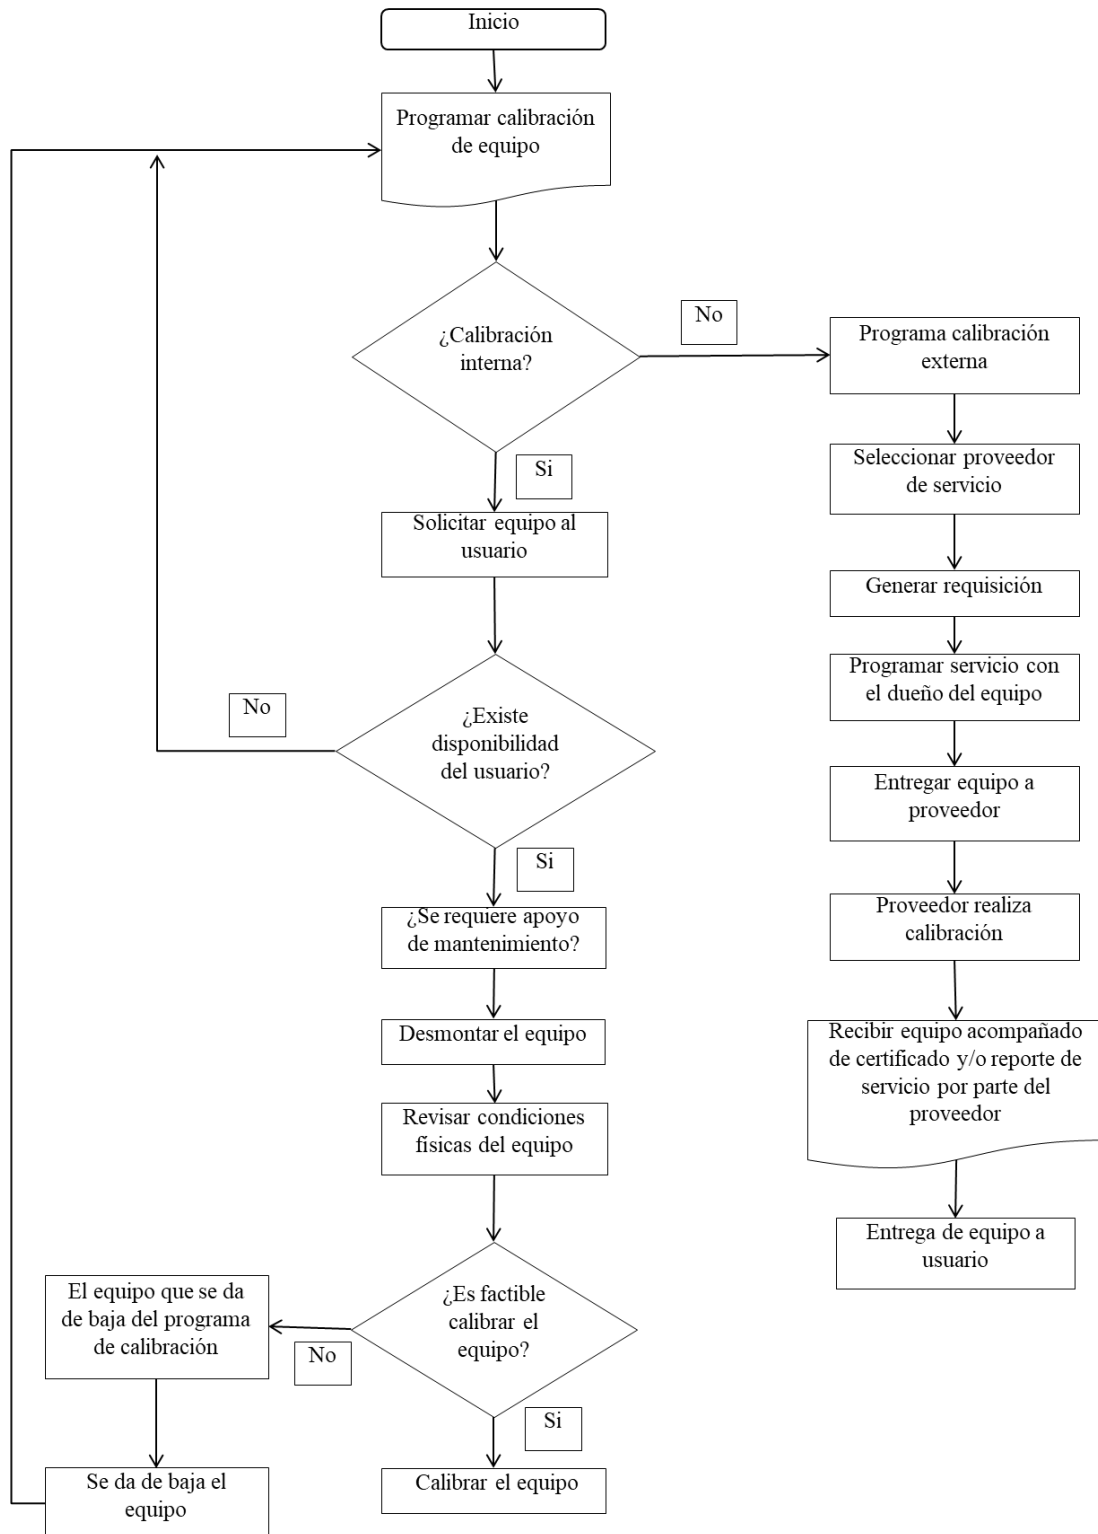 Inicio
Programar calibración
de equipo
¿Calibración
interna?
No
Si
Programa calibración
externa
Seleccionar proveedor
de servicio
Solicitar equipo al
usuario
Generar requisición
Programar servicio con
el dueño del equipo
No
¿Existe
disponibilidad
del usuario?
Entregar equipo a
proveedor
Si
¿Se requiere apoyo
de mantenimiento?
Proveedor realiza
calibración
Desmontar el equipo
Recibir equipo acompañado
de certificado y/o reporte de
servicio por parte del
proveedor
Revisar condiciones
físicas del equipo
Entrega de equipo a
usuario
El equipo que se da
de baja del programa
de calibración
No
¿Es factible
calibrar el
equipo?
Si
Se da de baja el
equipo
Calibrar el equipo